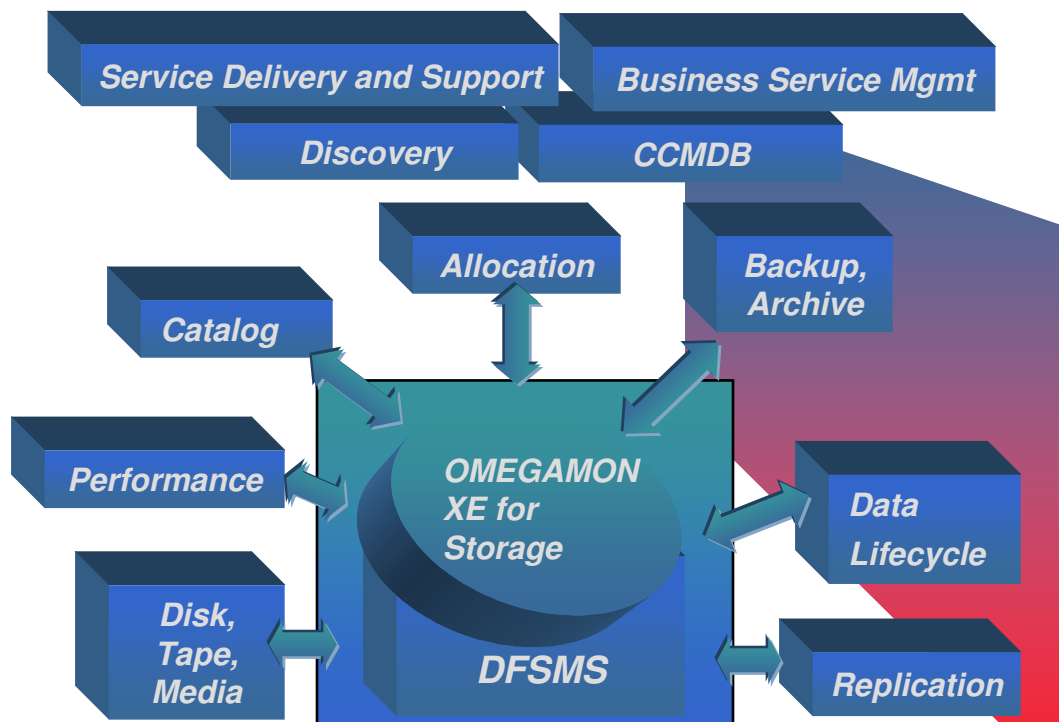 Service Delivery and Support
Business Service Mgmt
Discovery
CCMDB
Allocation
Backup,
Archive
Catalog
Performance
OMEGAMON
XE for
Storage
Data
Lifecycle
Disk,
Tape,
Media
DFSMS
Replication